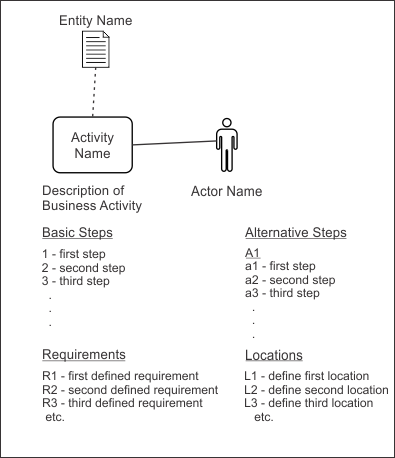 Entity Name
Activity
Name
Description of
Business Activity
Actor Name
Basic Steps
1 - first step
2 - second step
3 - third step
.
.
.
Alternative Steps
A1
a1 - first step
a2 - second step
a3 - third step
.
.
.
Requirements
R1 - first defined requirement
R2 - second defined requirement
R3 - third defined requirement
etc.
Locations
L1 - define first location
L2 - define second location
L3 - define third location
etc.